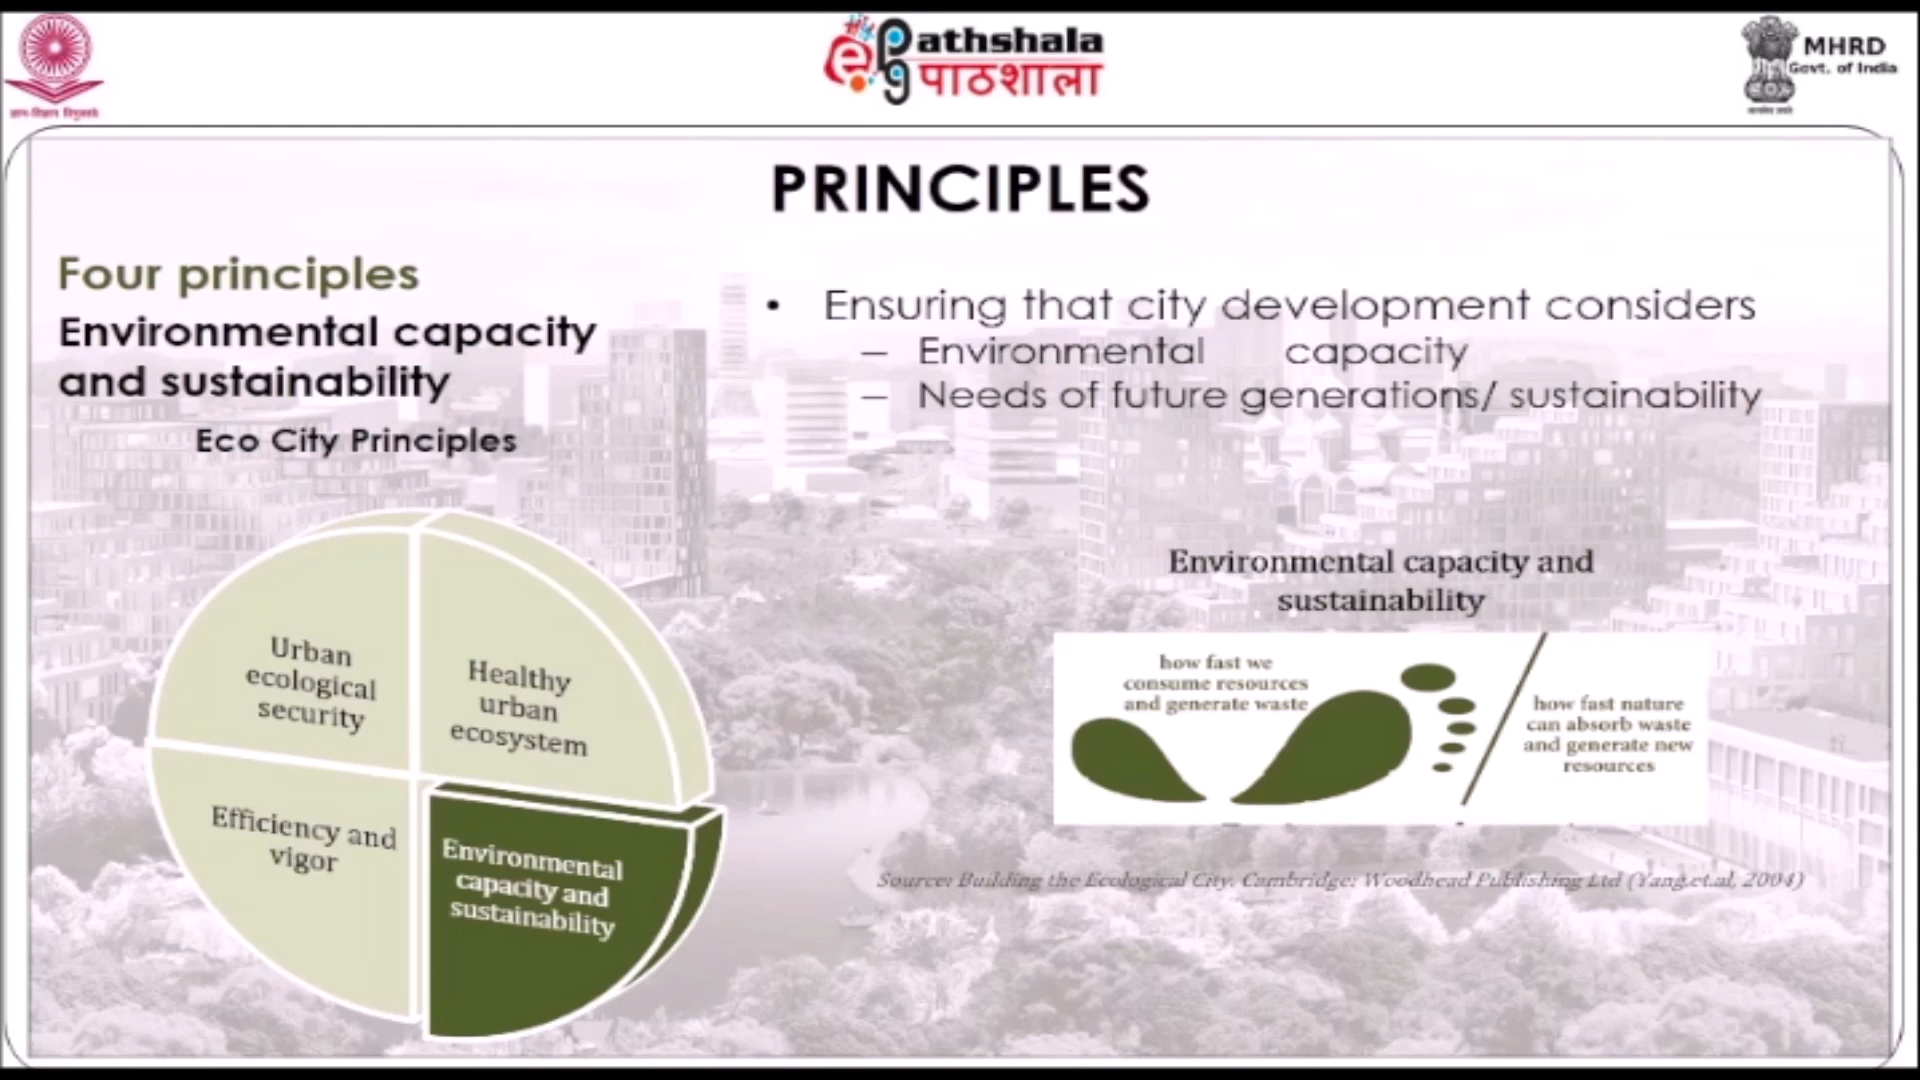 athshala
पाठशाला
MHRD
Govt. of India
PRINCIPLES
Four principles
Environmental capacity
and sustainability
Eco City Principles
Urban
ecological
security
Healthy
urban
ecosystem
Efficiency and
vigor
Environmental
capacity and
sustainability
• Ensuring that city development considers
– Environmental capacity
– Needs of future generations/ sustainability
Environmental capacity and
sustainability
how fast we
consume resources
and generate waste
how fast nature
can absorb waste
and generate new
resources
Source: Building the Ecological City. Cambridge: Woodhead Publishing Ltd (Yang.et.al, 2004)